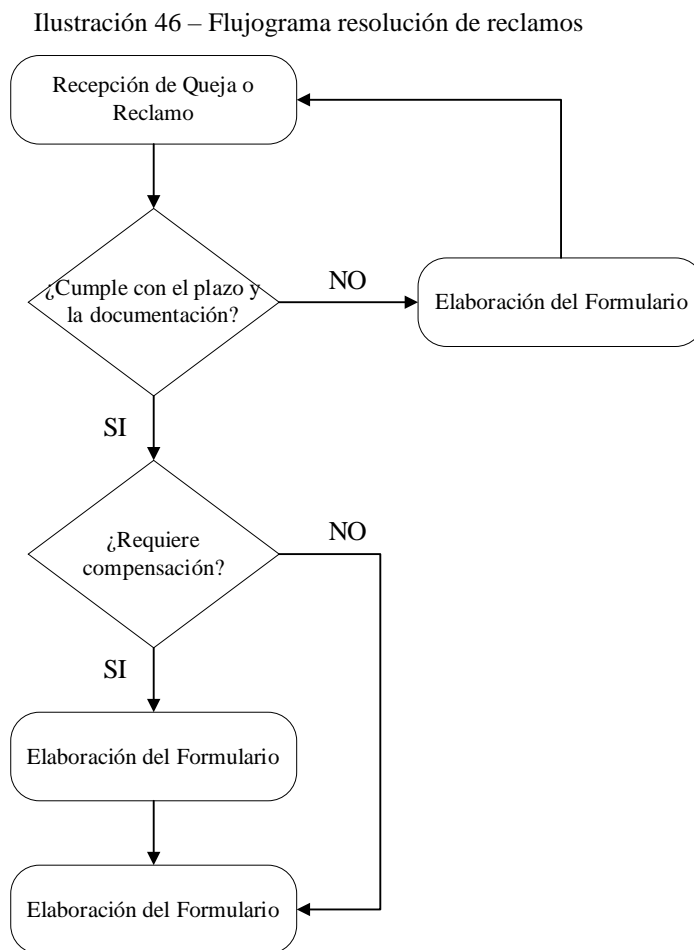 Ilustración 46 – Flujograma resolución de reclamos
Recepción de Queja o
Reclamo
¿Cumple con el plazo y
la documentación?
NO
Elaboración del Formulario
SI
¿Requiere
compensación?
NO
SI
Elaboración del Formulario
Elaboración del Formulario